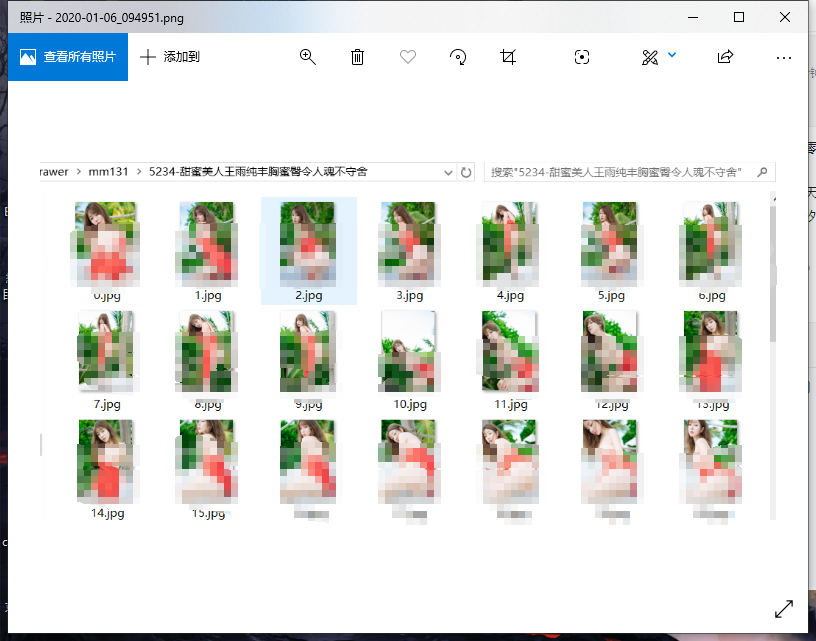 照片 - 2020-01-06_094951.png
查看所有照片 添加到
rawer > mm131 > 5234-甜蜜美人王雨纯丰胸蜜臀令人魂不守舍 搜索"5234-甜蜜美人王雨纯丰胸蜜臀令人魂不守舍"
0.jpg 1.jpg 2.jpg 3.jpg 4.jpg 5.jpg 6.jpg
7.jpg 8.jpg 9.jpg 10.jpg 11.jpg 12.jpg 13.jpg
14.jpg 15.jpg